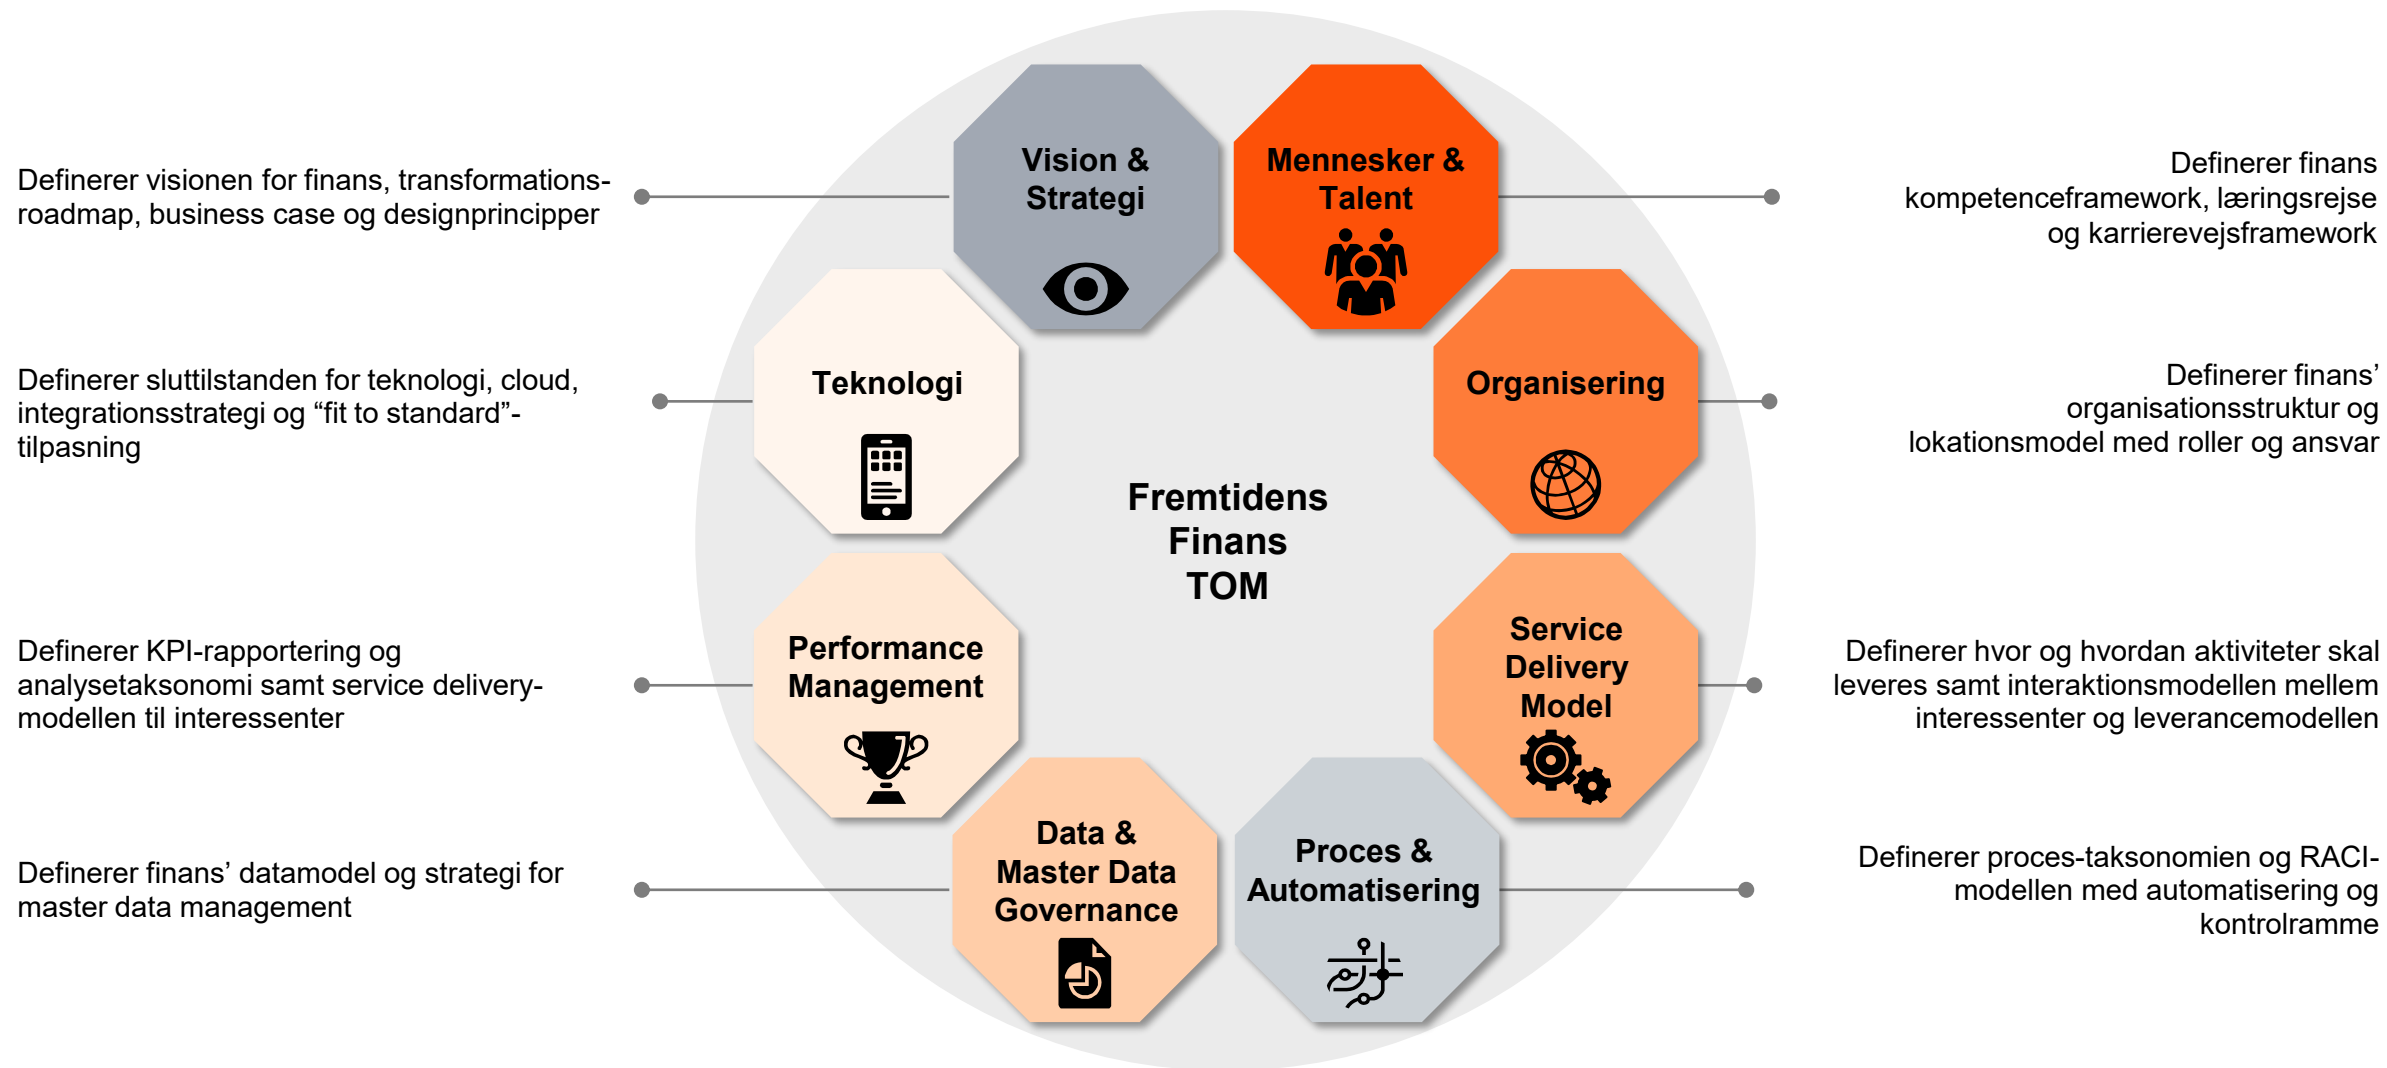 Vision &
Strategi
Mennesker &
Talent
Definerer visionen for finans, transformations-
roadmap, business case og designprincipper
Definerer finans
kompetenceframework, læringsrejse
og karrierevejsframework
Teknologi
Organisering
Definerer sluttilstanden for teknologi, cloud,
integrationsstrategi og “fit to standard”-
tilpasning
Definerer finans’
organisationsstruktur og
lokationsmodel med roller og ansvar
Fremtidens
Finans
TOM
Performance
Management
Service
Delivery
Model
Definerer KPI-rapportering og
analysetaksonomi samt service delivery-
modellen til interessenter
Definerer hvor og hvordan aktiviteter skal
leveres samt interaktionsmodellen mellem
interessenter og leverancemodellen
Data &
Master Data
Governance
Proces &
Automatisering
Definerer finans’ datamodel og strategi for
master data management
Definerer proces-taksonomien og RACI-
modellen med automatisering og
kontrolramme